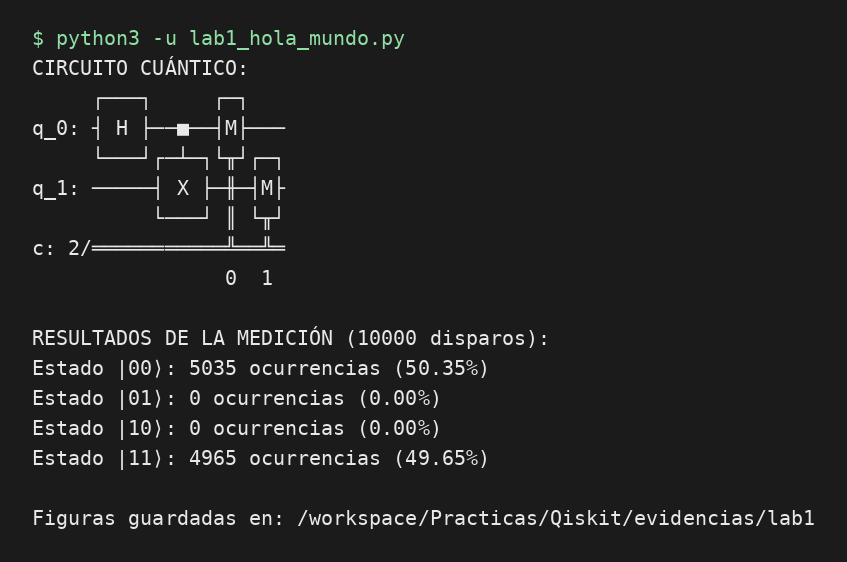 $ python3 -u lab1_hola_mundo.py
CIRCUITO CUÁNTICO:
     ┌───┐     ┌─┐
q_0: ┤ H ├──■──┤M├───
     └───┘┌─┴─┐└╥┘┌─┐
q_1: ─────┤ X ├─╫─┤M├
          └───┘ ║ └╥┘
c: 2/═══════════╩══╩═
                0  1

RESULTADOS DE LA MEDICIÓN (10000 disparos):
Estado |00⟩: 5035 ocurrencias (50.35%)
Estado |01⟩: 0 ocurrencias (0.00%)
Estado |10⟩: 0 ocurrencias (0.00%)
Estado |11⟩: 4965 ocurrencias (49.65%)

Figuras guardadas en: /workspace/Practicas/Qiskit/evidencias/lab1